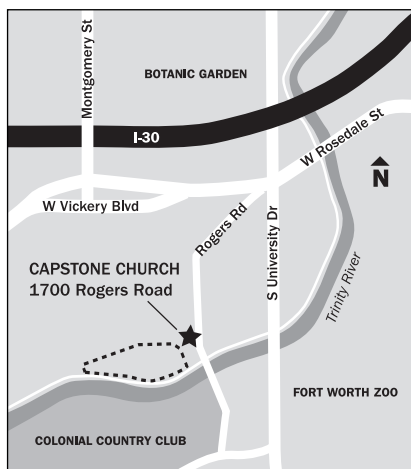 Montgomery St
BOTANIC GARDEN
I-30
W Rosedale St
N
W Vickery Blvd
Rogers Rd
S University Dr
CAPSTONE CHURCH
1700 Rogers Road
Trinity River
FORT WORTH ZOO
COLONIAL COUNTRY CLUB